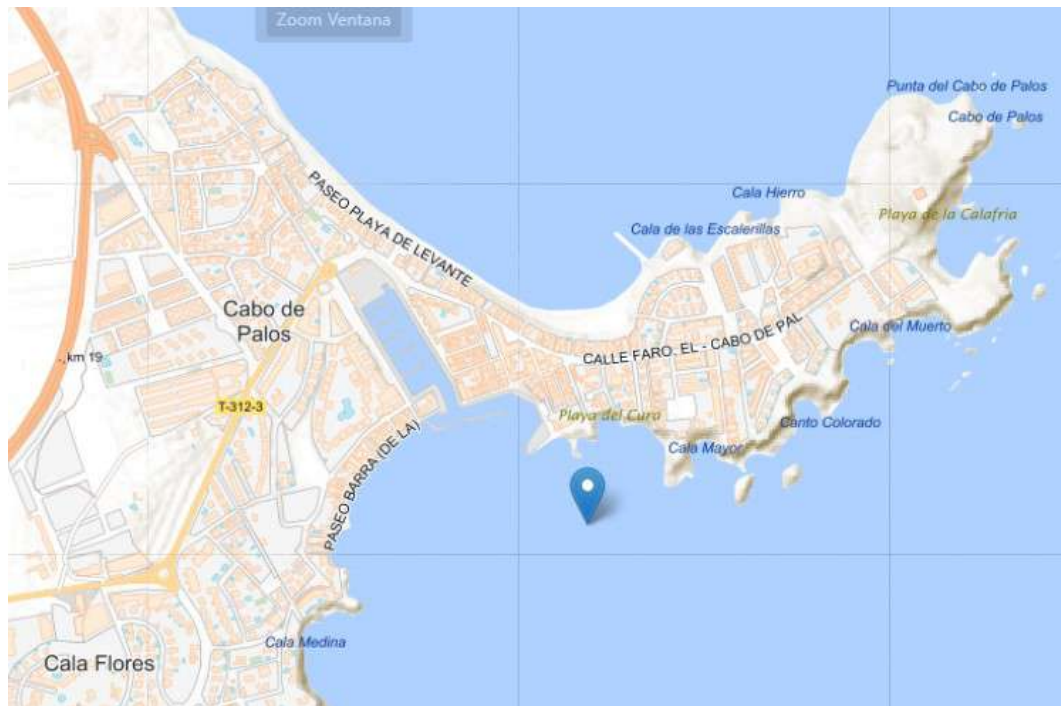 Zoom Ventana
Punta del Cabo de Palos
Cabo de Palos
Cala Hierro
Playa de la Calafria
Cala de las Escalerillas
PASEO PLAYA DE LEVANTE
Cabo de
Palos
Cala del Muerto
CALLE FARO, EL - CABO DE PAL
km 19
T-312-3
Playa del Cura
Canto Colorado
Cala Mayor
PASEO BARRA (DE LA)
Cala Medina
Cala Flores